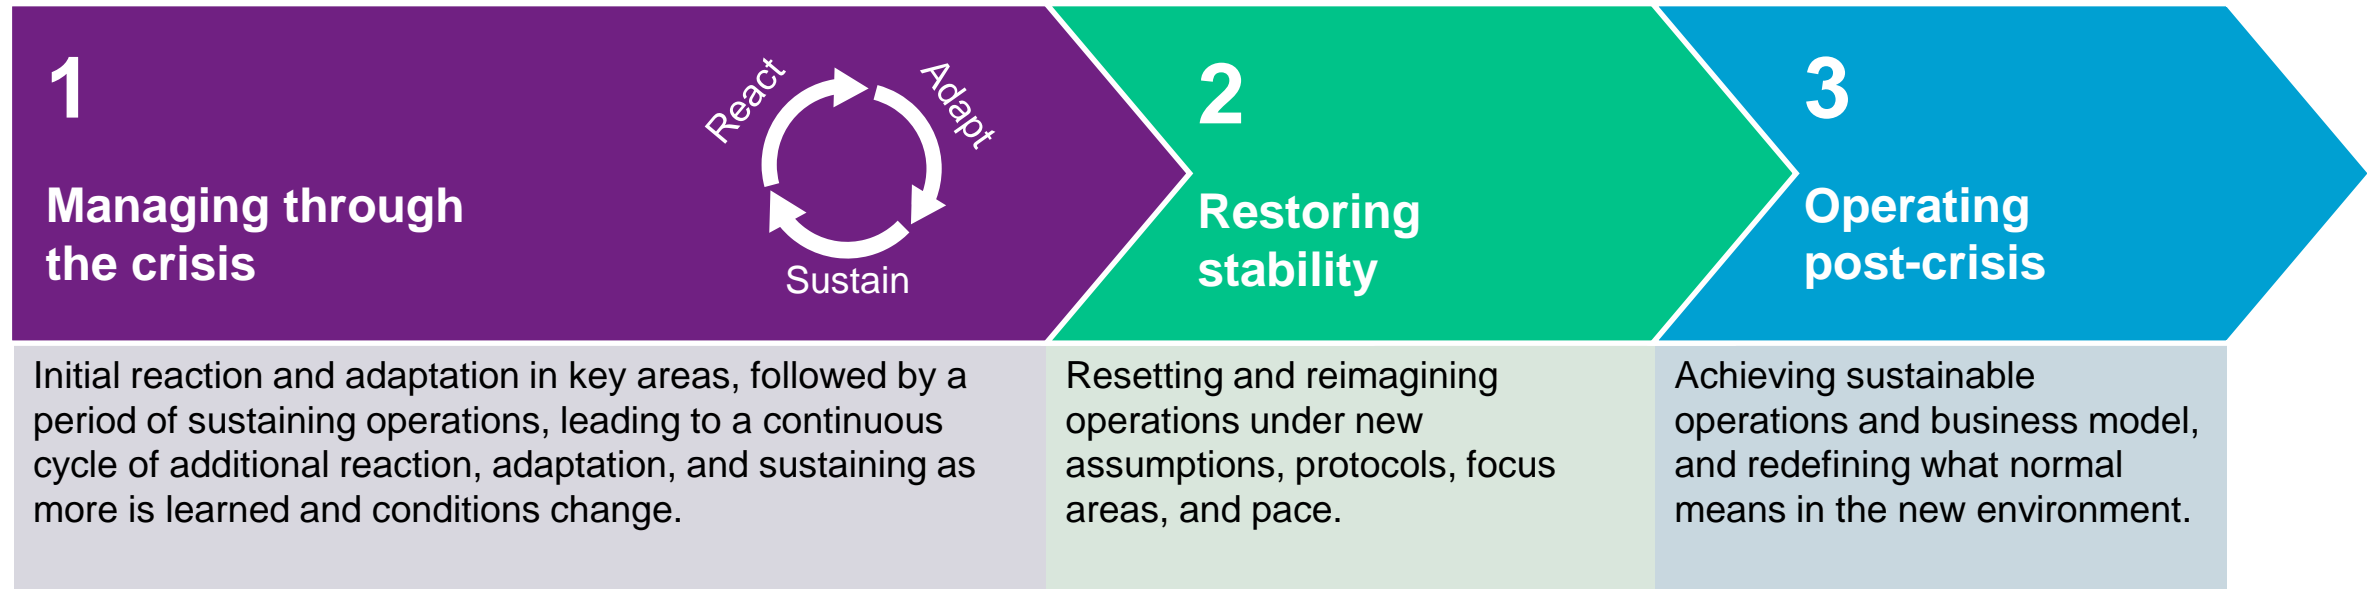 1
Managing through
the crisis
React
Adapt
Sustain
Initial reaction and adaptation in key areas, followed by a
period of sustaining operations, leading to a continuous
cycle of additional reaction, adaptation, and sustaining as
more is learned and conditions change.
2
Restoring
stability
Resetting and reimagining
operations under new
assumptions, protocols, focus
areas, and pace.
3
Operating
post-crisis
Achieving sustainable
operations and business model,
and redefining what normal
means in the new environment.